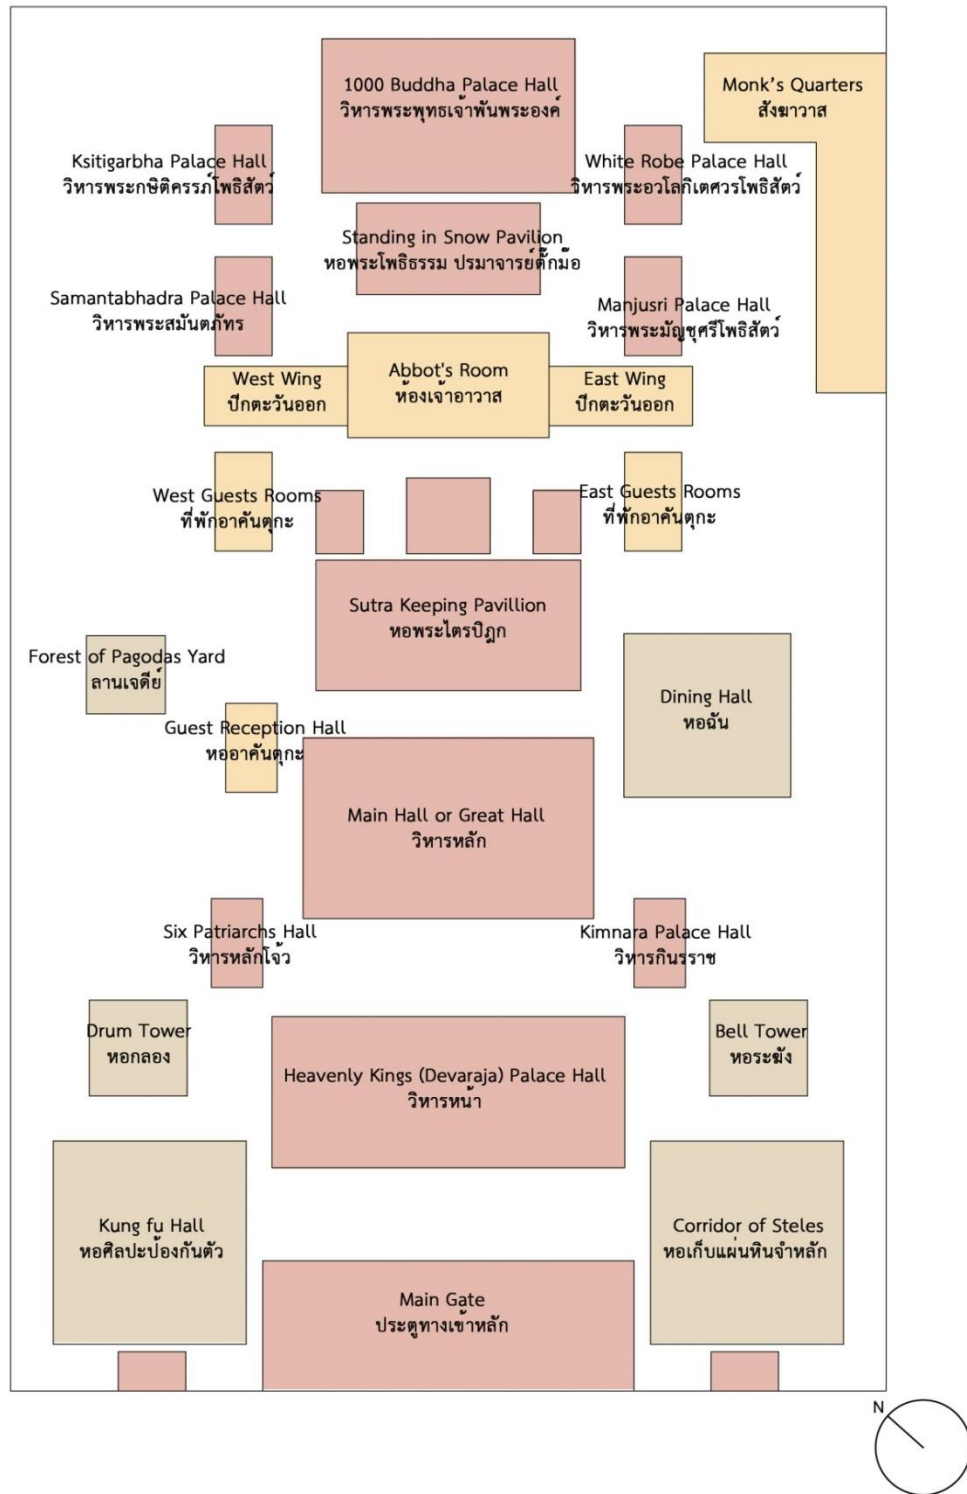 1000 Buddha Palace Hall
วิหารพระพุทธเจ้าพันพระองค์
Monk's Quarters
สังฆาวาส
Ksitigarbha Palace Hall
วิหารพระกษิติครรภ์โพธิสัตว์
White Robe Palace Hall
วิหารพระอวโลกิเตศวรโพธิสัตว์
Standing in Snow Pavilion
หอพระโพธิธรรม ปรมาจารย์ตั๊กม๊อ
Samantabhadra Palace Hall
วิหารพระสมันตภัทร
Manjusri Palace Hall
วิหารพระมัญชุศรีโพธิสัตว์
West Wing
ปีกตะวันออก
Abbot's Room
ห้องเจ้าอาวาส
East Wing
ปีกตะวันออก
West Guests Rooms
ที่พักอาคันตุกะ
East Guests Rooms
ที่พักอาคันตุกะ
Sutra Keeping Pavillion
หอพระไตรปิฎก
Forest of Pagodas Yard
ลานเจดีย์
Dining Hall
หอฉัน
Guest Reception Hall
หออาคันตุกะ
Main Hall or Great Hall
วิหารหลัก
Six Patriarchs Hall
วิหารหลักโจ้ว
Kimnara Palace Hall
วิหารกินรราช
Drum Tower
หอกลอง
Bell Tower
หอระฆัง
Heavenly Kings (Devaraja) Palace Hall
วิหารหน้า
Kung fu Hall
หอศิลปะป้องกันตัว
Corridor of Steles
หอเก็บแผ่นหินจำหลัก
Main Gate
ประตูทางเข้าหลัก
N